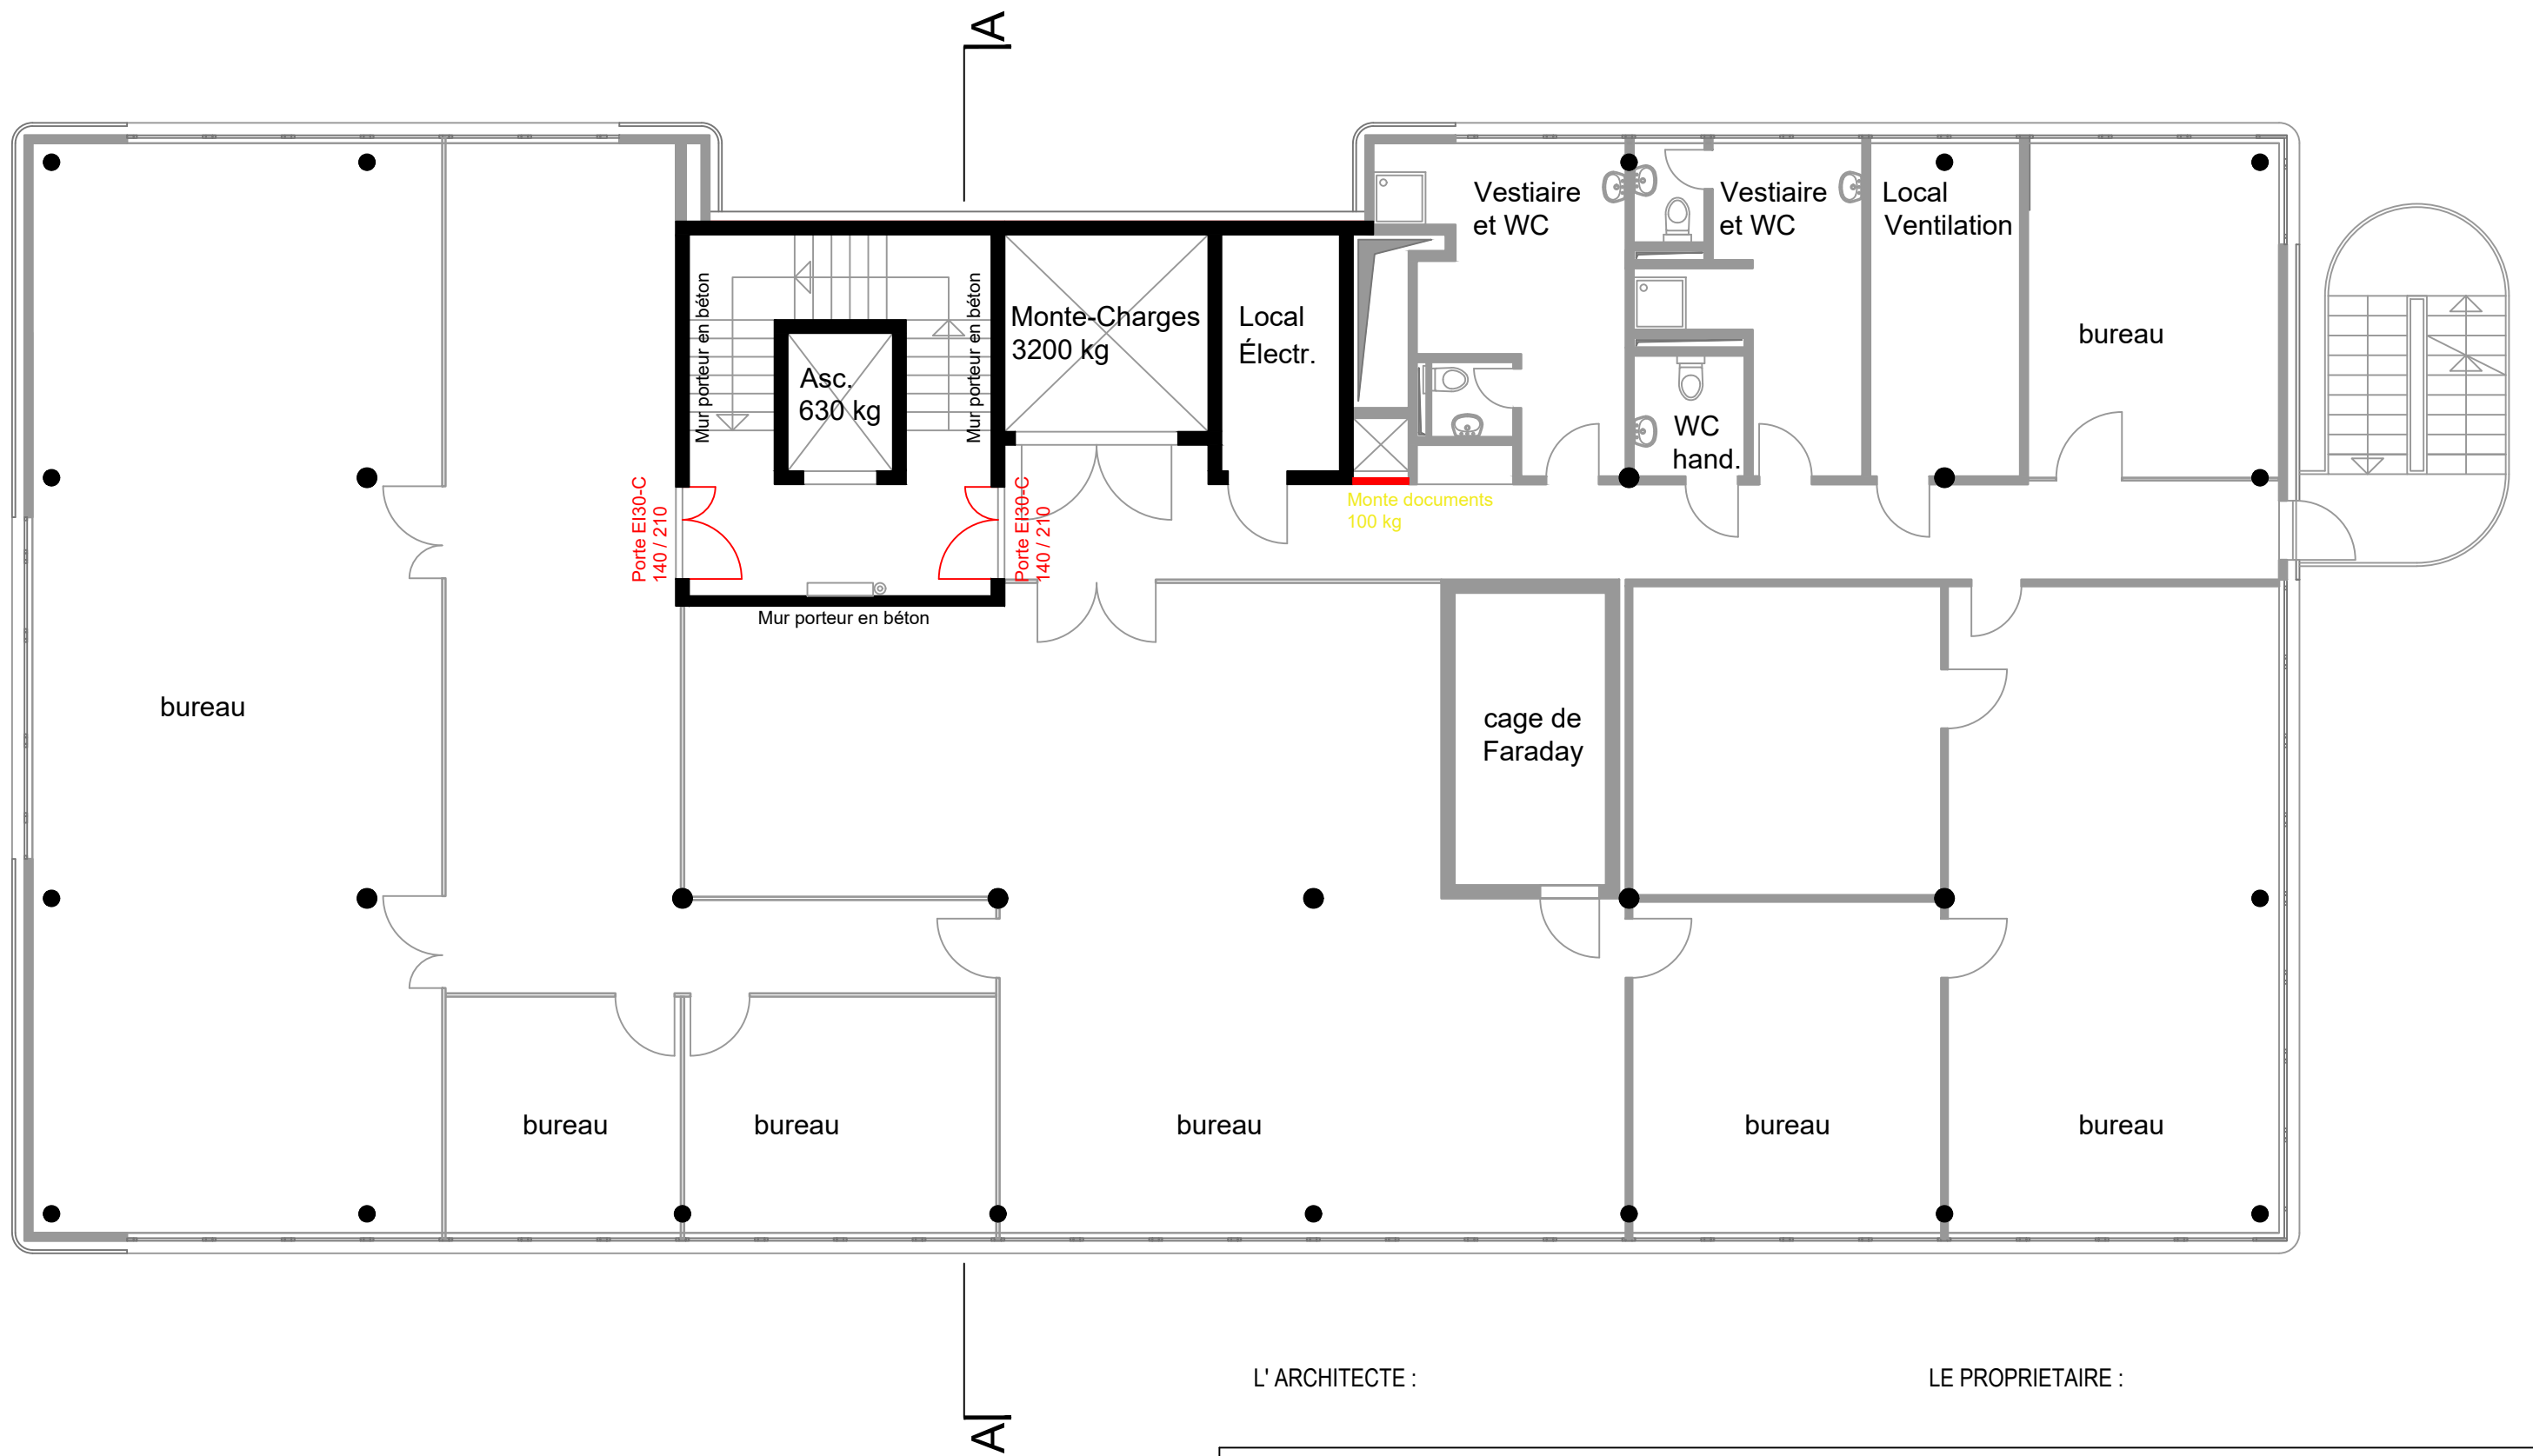 A
Vestiaire
et WC
Vestiaire
et WC
Local
Ventilation
Mur porteur en béton
Mur porteur en béton
Monte-Charges
3200 kg
Local
Électr.
bureau
Asc.
630 kg
WC
hand.
Porte EI30-C
140 / 210
Porte EI30-C
140 / 210
Monte documents
100 kg
Mur porteur en béton
bureau
cage de
Faraday
bureau
bureau
bureau
bureau
bureau
L' ARCHITECTE :
LE PROPRIETAIRE :
A